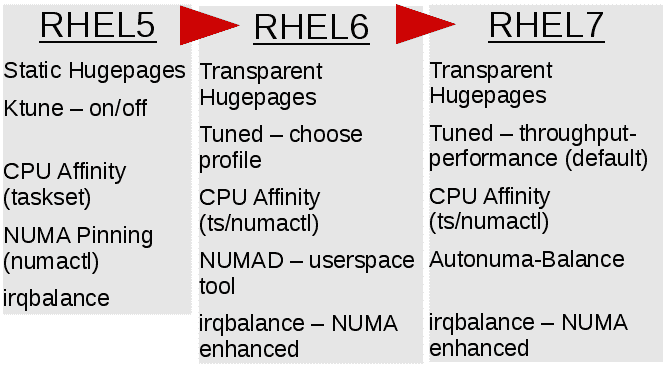 RHEL5
Static Hugepages
Ktune – on/off
CPU Affinity
(taskset)
NUMA Pinning
(numactl)
irqbalance
RHEL6
Transparent
Hugepages
Tuned – choose
profile
CPU Affinity
(ts/numactl)
NUMAD – userspace
tool
irqbalance – NUMA
enhanced
RHEL7
Transparent
Hugepages
Tuned – throughput-
performance (default)
CPU Affinity
(ts/numactl)
Autonuma-Balance
irqbalance – NUMA
enhanced